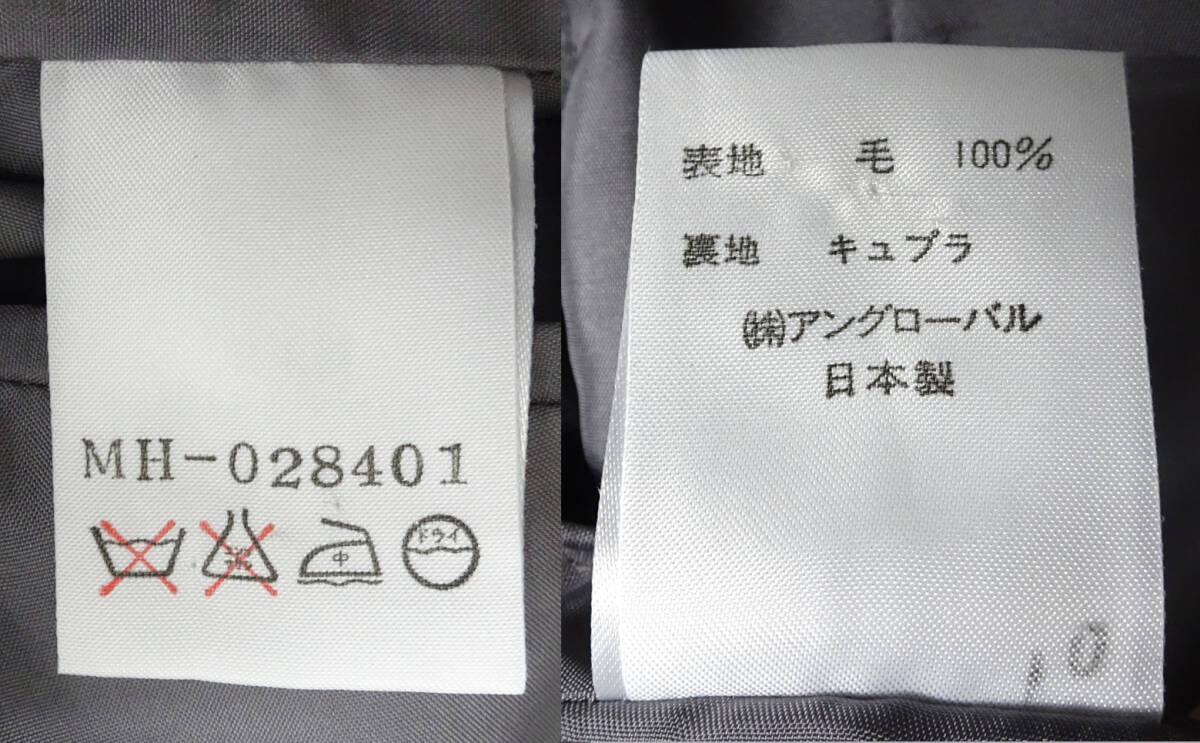 MH-028401
中 ドライ
表地 毛 100%
裏地 キュプラ
㈱アングローバル
日本製